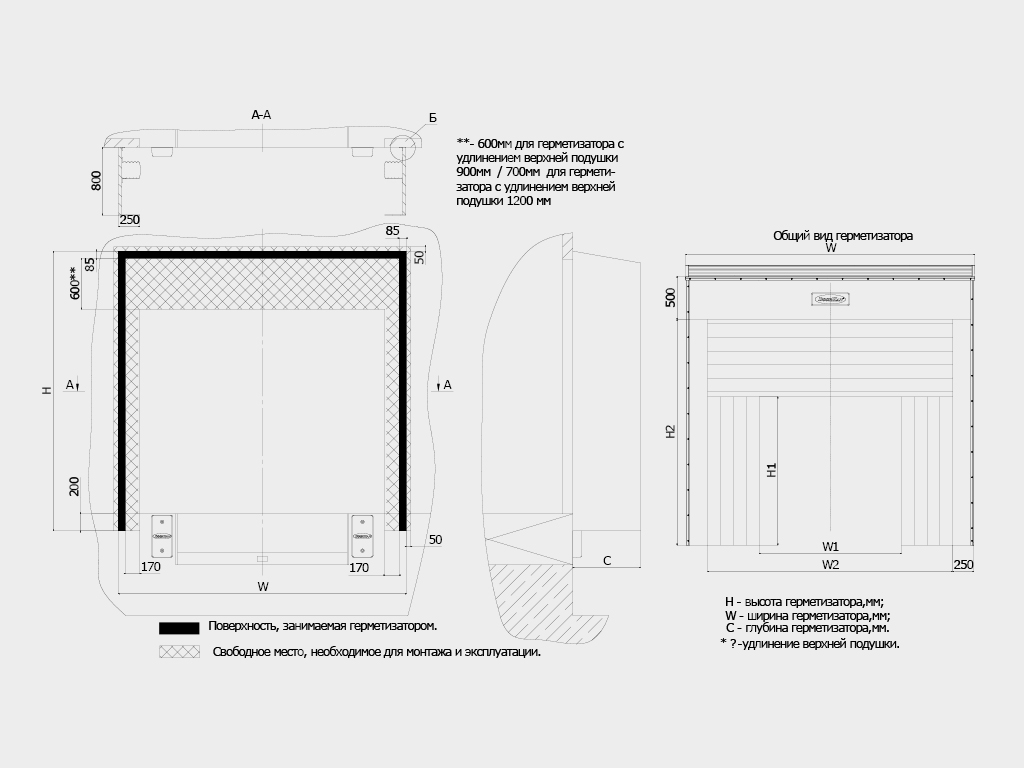 А-А
Б
**- 600мм для герметизатора с
удлинением верхней подушки
900мм / 700мм для гермети-
затора с удлинением верхней
подушки 1200 мм
800
250
85
50
85
600**
Общий вид герметизатора
W
500
H
А
А
H2
H1
200
50
170
170
W
C
W1
W2
250
Поверхность, занимаемая герметизатором.
Свободное место, необходимое для монтажа и эксплуатации.
H - высота герметизатора,мм;
W - ширина герметизатора,мм;
C - глубина герметизатора,мм.
* ?-удлинение верхней подушки.